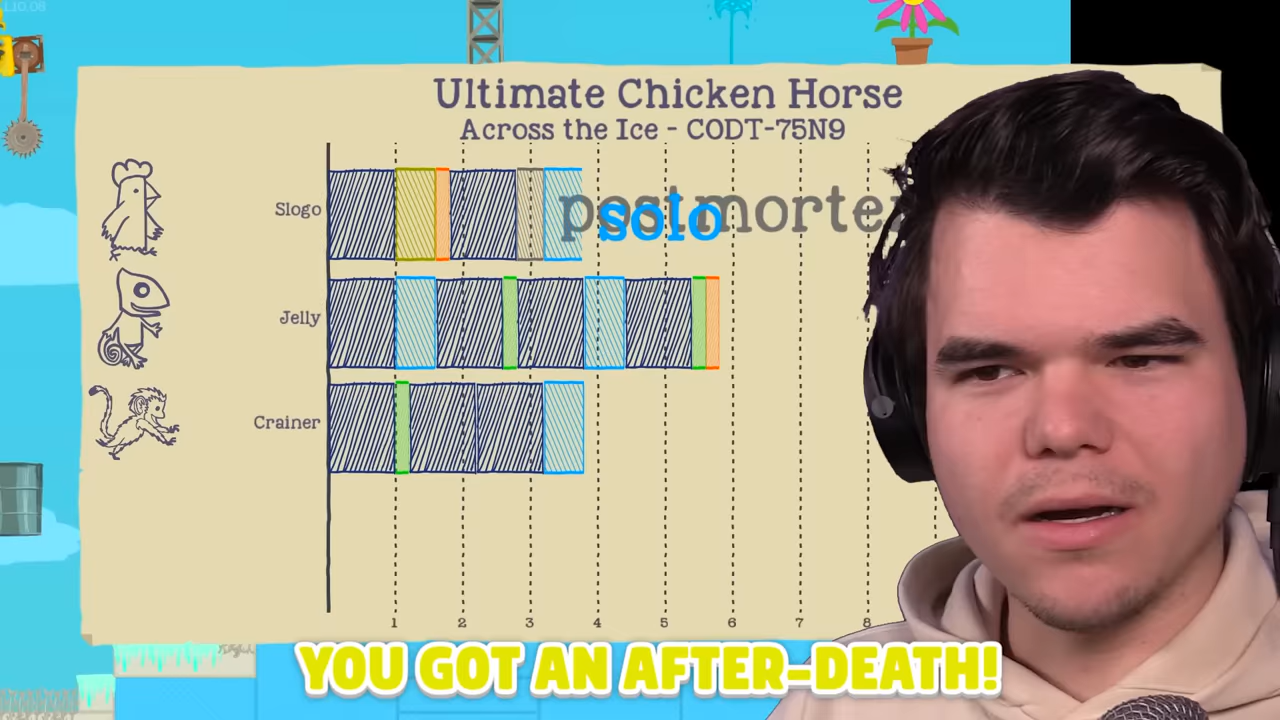 Ultimate Chicken Horse
Across the Ice - CODT-75N9
Slogo
solo
Jelly
Crainer
1 2 3 4 5 6 7 8
YOU GOT AN AFTER-DEATH!